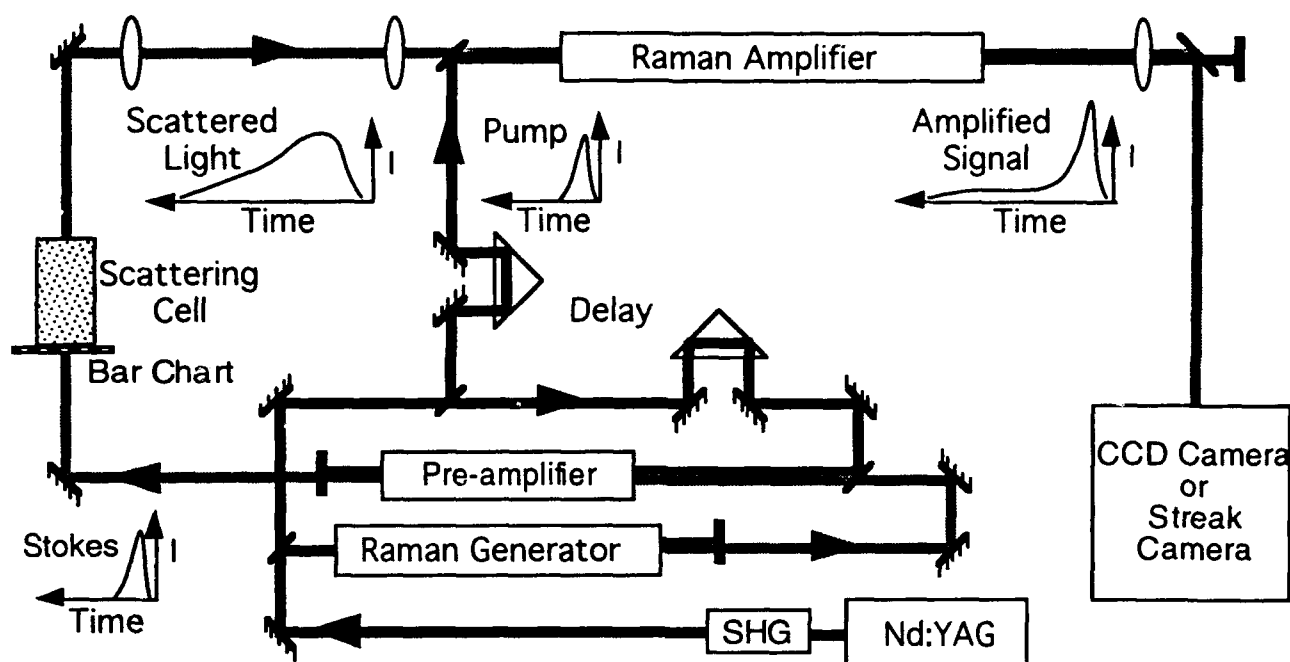 Raman Amplifier
Scattered
Light
I
Time
Pump
I
Time
Amplified
Signal
I
Time
Scattering
Cell
Bar Chart
Delay
Pre-amplifier
Raman Generator
CCD Camera
or
Streak
Camera
Stokes
I
Time
SHG
Nd:YAG